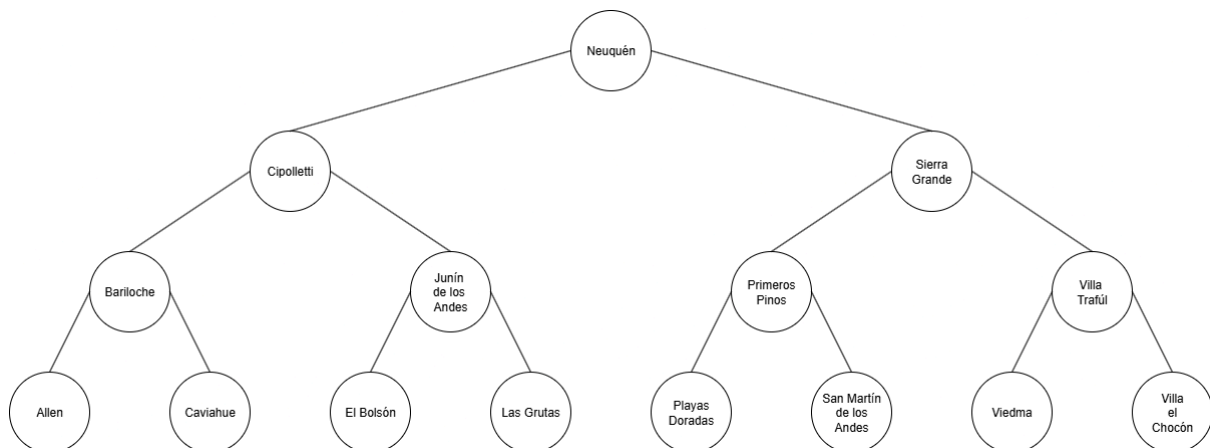 Neuquén
Cipolletti
Sierra
Grande
Bariloche
Junín
de los
Andes
Primeros
Pinos
Villa
Trafúl
Allen
Caviahue
El Bolsón
Las Grutas
Playas
Doradas
San Martín
de los
Andes
Viedma
Villa
el
Chocón